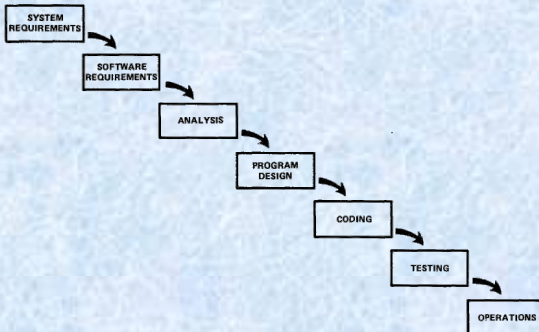 SYSTEM
REQUIREMENTS
SOFTWARE
REQUIREMENTS
ANALYSIS
PROGRAM
DESIGN
CODING
TESTING
OPERATIONS